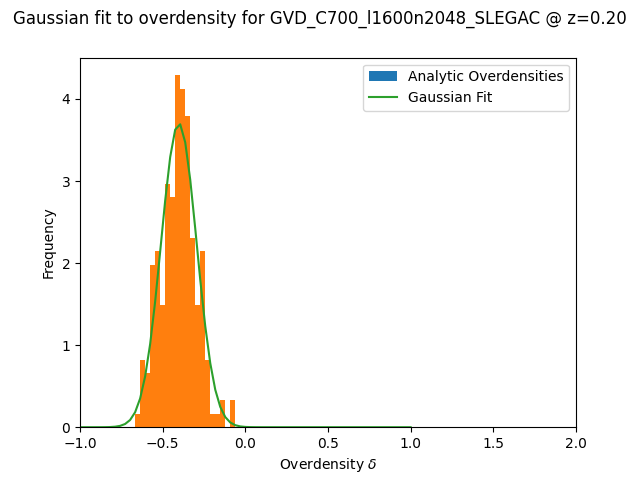 Gaussian fit to overdensity for GVD_C700_l1600n2048_SLEGAC @ z=0.20
Analytic Overdensities
Gaussian Fit
Frequency
4
3
2
1
0
−1.0 −0.5 0.0 0.5 1.0 1.5 2.0
Overdensity δ